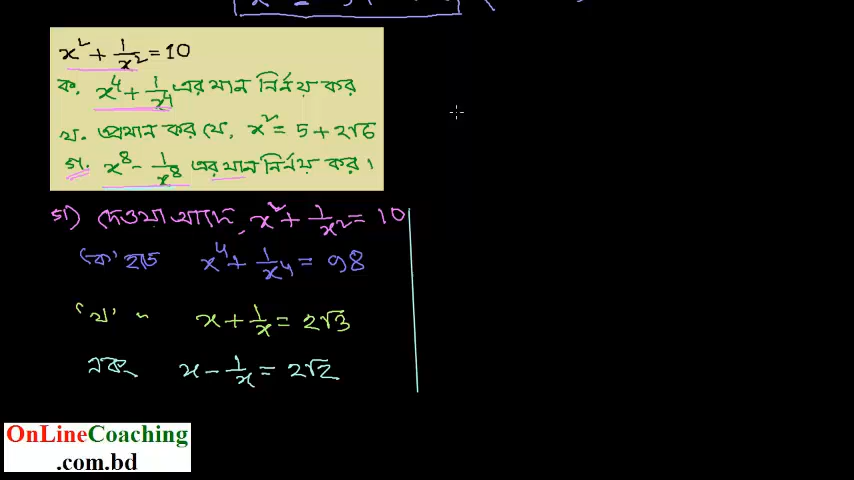 x² + 1/x² = 10
ক. x⁴ + 1/x⁴ এর মান নির্নয় কর
খ. প্রমান কর যে, x² = 5 + 2√6
গ. x⁸ - 1/x⁸ এর মান নির্নয় কর।
গ) দেওয়া আছে, x² + 1/x² = 10
'ক' হতে x⁴ + 1/x⁴ = 98
'খ' " x + 1/x = 2√3
এবং x - 1/x = 2√2
OnLineCoaching
.com.bd